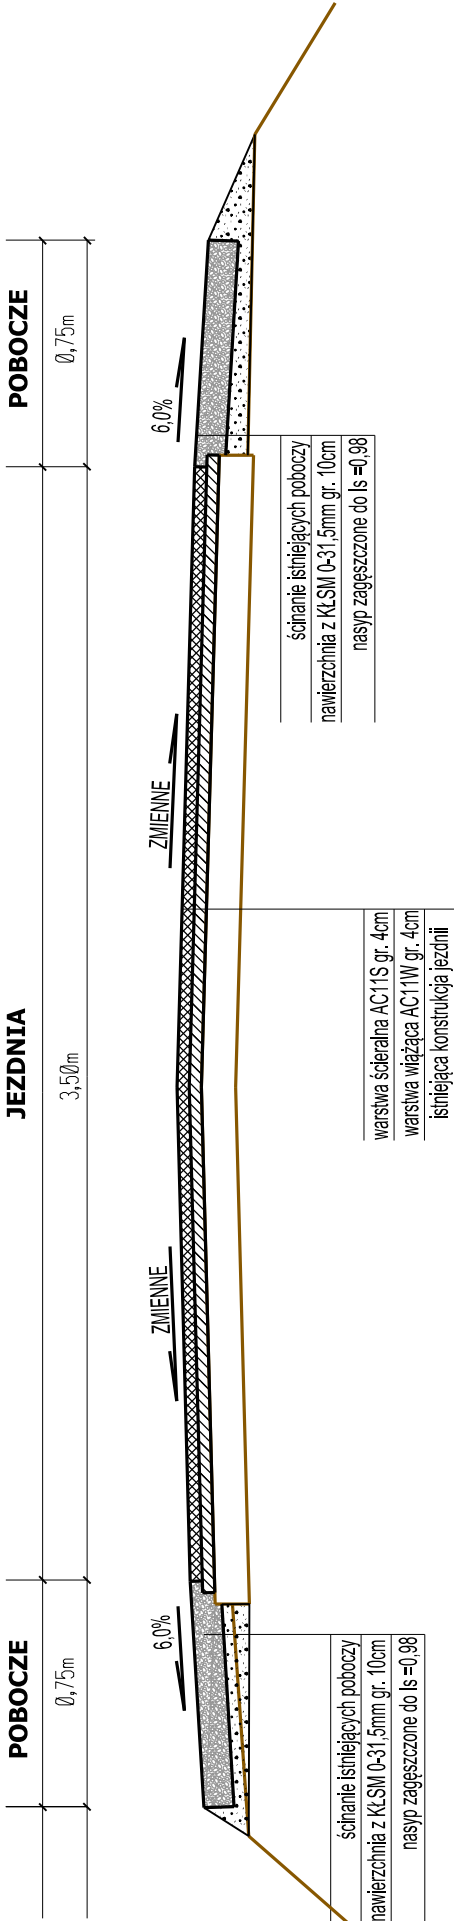 POBOCZE
JEZDNIA
POBOCZE
0,75m
3,50m
0,75m
6,0%
ZMIENNE
ZMIENNE
6,0%
ścinanie istniejących poboczy
nawierzchnia z KŁSM 0-31,5mm gr. 10cm
nasyp zagęszczone do Is =0,98
warstwa ścieralna AC11S gr. 4cm
warstwa wiążąca AC11W gr. 4cm
istniejąca konstrukcja jezdnii
ścinanie istniejących poboczy
nawierzchnia z KŁSM 0-31,5mm gr. 10cm
nasyp zagęszczone do Is =0,98